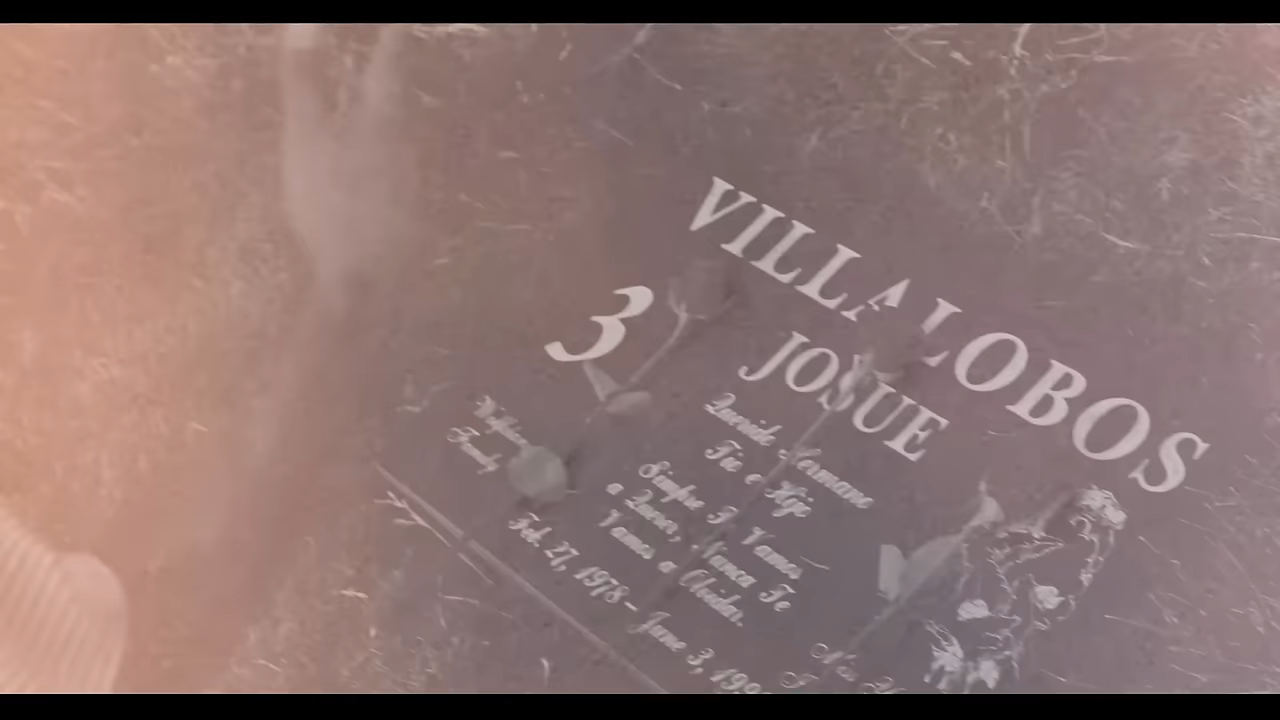 VILLALOBOS
3
JOSUE
Querido Hermano
Tio e Hijo
Siempre Te Vamos
a Amar, Nunca Te
Vamos a Olvidar.
Feb. 27, 1978 - June 3, 199